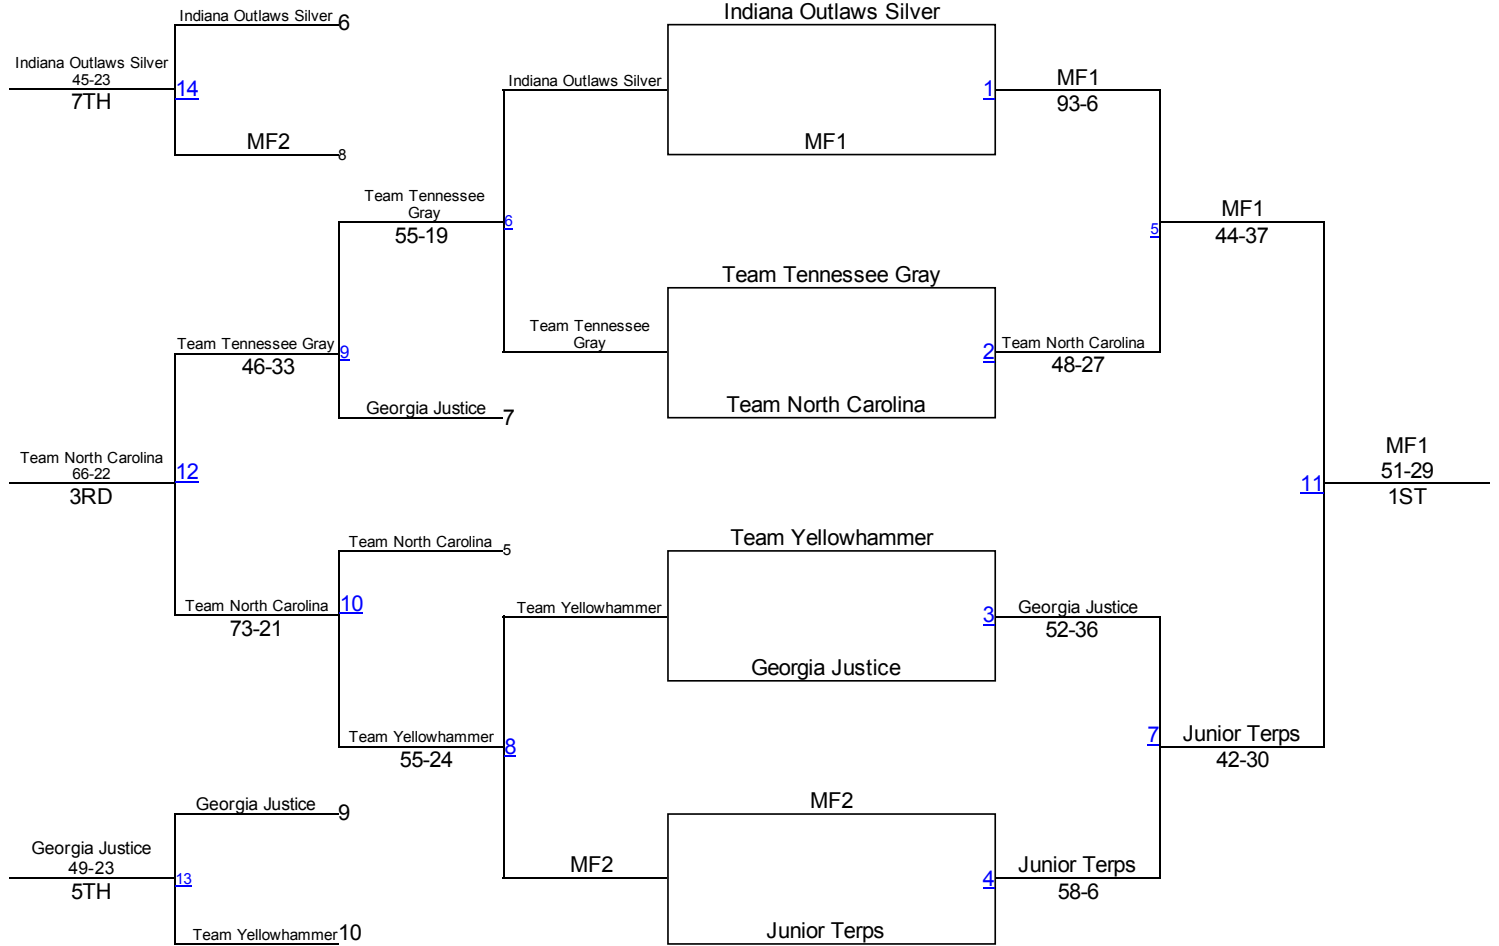 Indiana Outlaws Silver
6
Indiana Outlaws Silver
45-23
7TH
14
MF2
8
Indiana Outlaws Silver
Indiana Outlaws Silver
1
MF1
93-6
MF1
Team Tennessee
Gray
55-19
6
5
MF1
44-37
Team Tennessee Gray
Team Tennessee
Gray
2
Team North Carolina
48-27
Team North Carolina
Team Tennessee Gray
46-33
9
Georgia Justice
7
Team North Carolina
66-22
3RD
12
11
MF1
51-29
1ST
Team North Carolina
5
Team Yellowhammer
Team North Carolina
73-21
10
Team Yellowhammer
3
Georgia Justice
52-36
Georgia Justice
Team Yellowhammer
55-24
8
7
Junior Terps
42-30
Georgia Justice
9
MF2
Georgia Justice
49-23
5TH
13
MF2
4
Junior Terps
58-6
Team Yellowhammer
10
Junior Terps